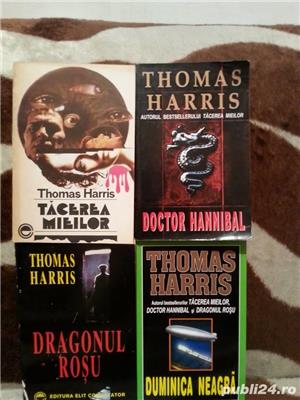 Thomas Harris
TĂCEREA
MIEILOR
THOMAS
HARRIS
AUTORUL BESTSELLERULUI TĂCEREA MIEILOR
DOCTOR HANNIBAL
THOMAS
HARRIS
DRAGONUL
ROȘU
EDITURA ELIT COMENTATOR
THOMAS
HARRIS
Autorul bestsellerurilor TĂCEREA MIEILOR,
DOCTOR HANNIBAL și DRAGONUL ROȘU
DUMINICA NEAGRĂ
publi24.ro